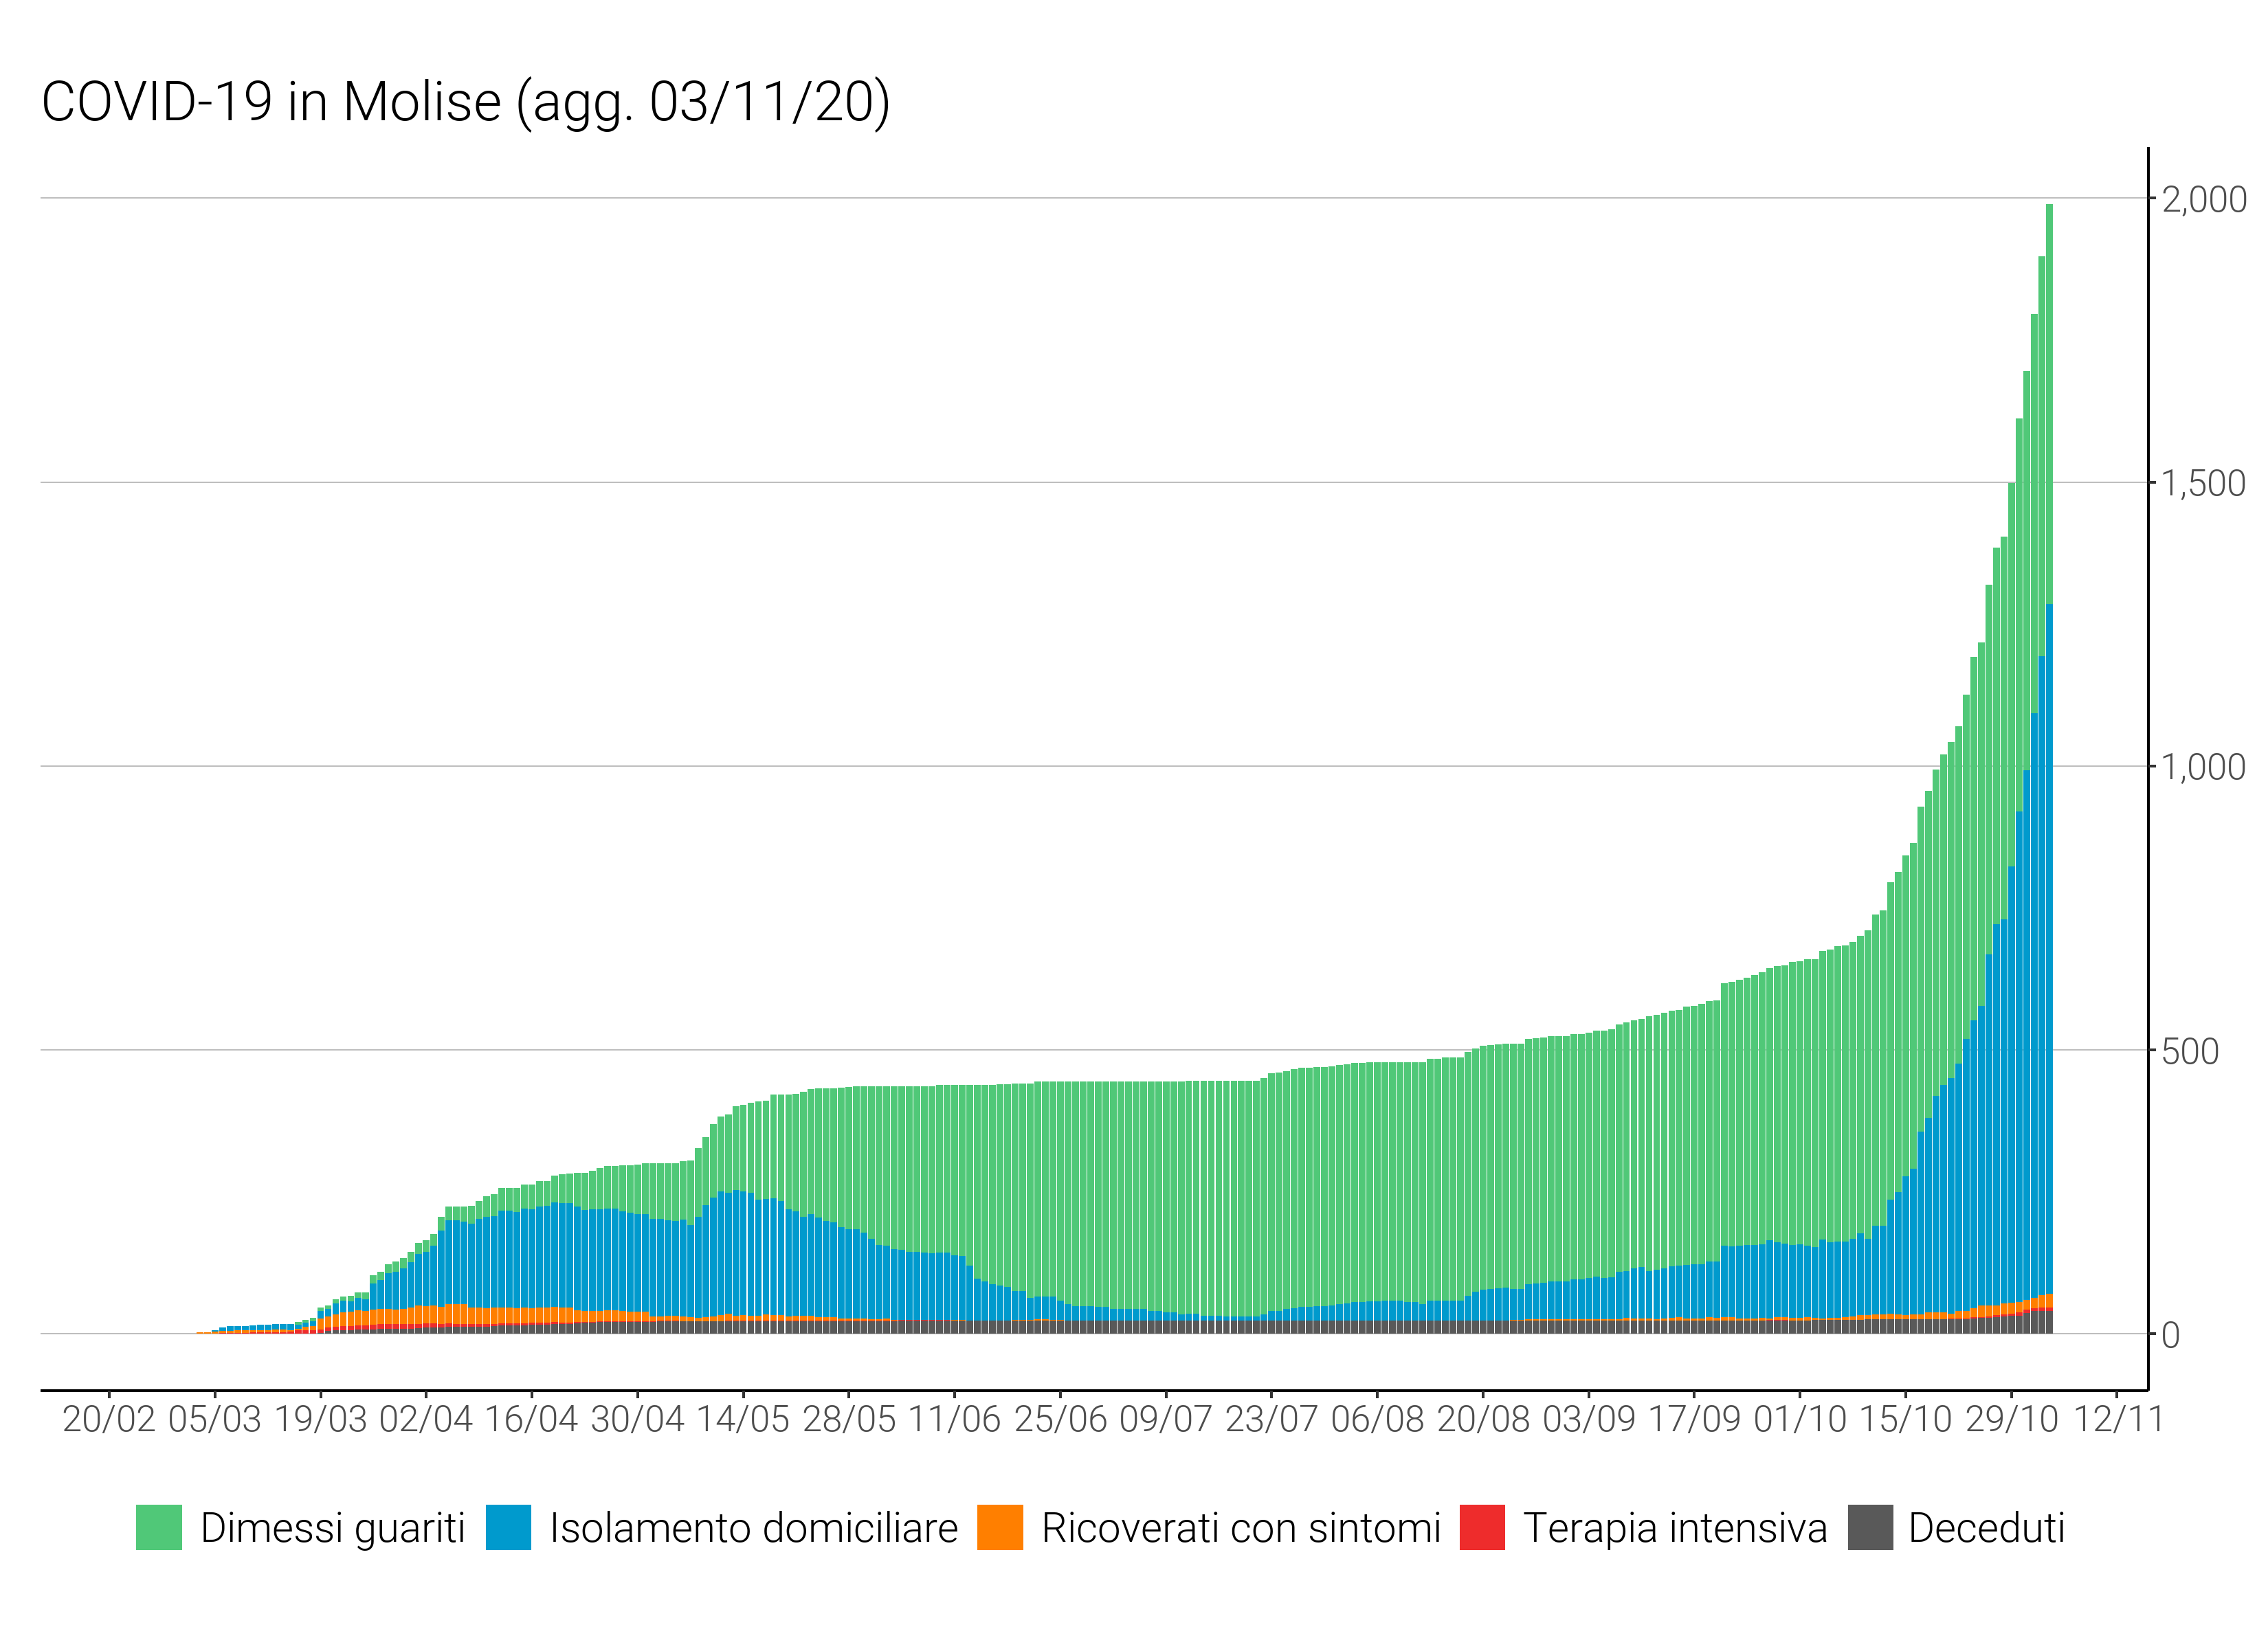 COVID-19 in Molise (agg. 03/11/20)
2,000
1,500
1,000
500
0
20/02 05/03 19/03 02/04 16/04 30/04 14/05 28/05 11/06 25/06 09/07 23/07 06/08 20/08 03/09 17/09 01/10 15/10 29/10 12/11
Dimessi guariti Isolamento domiciliare Ricoverati con sintomi Terapia intensiva Deceduti